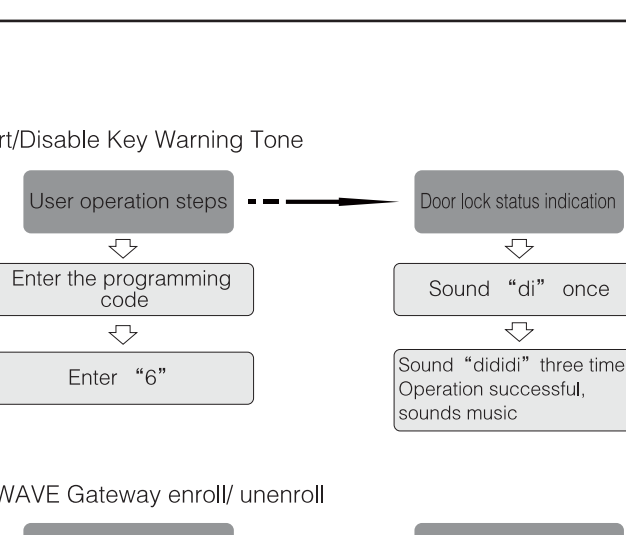 rt/Disable Key Warning Tone
User operation steps
Door lock status indication
Enter the programming
code
Sound “di” once
Enter “6”
Sound “dididi” three time
Operation successful,
sounds music
WAVE Gateway enroll/ unenroll